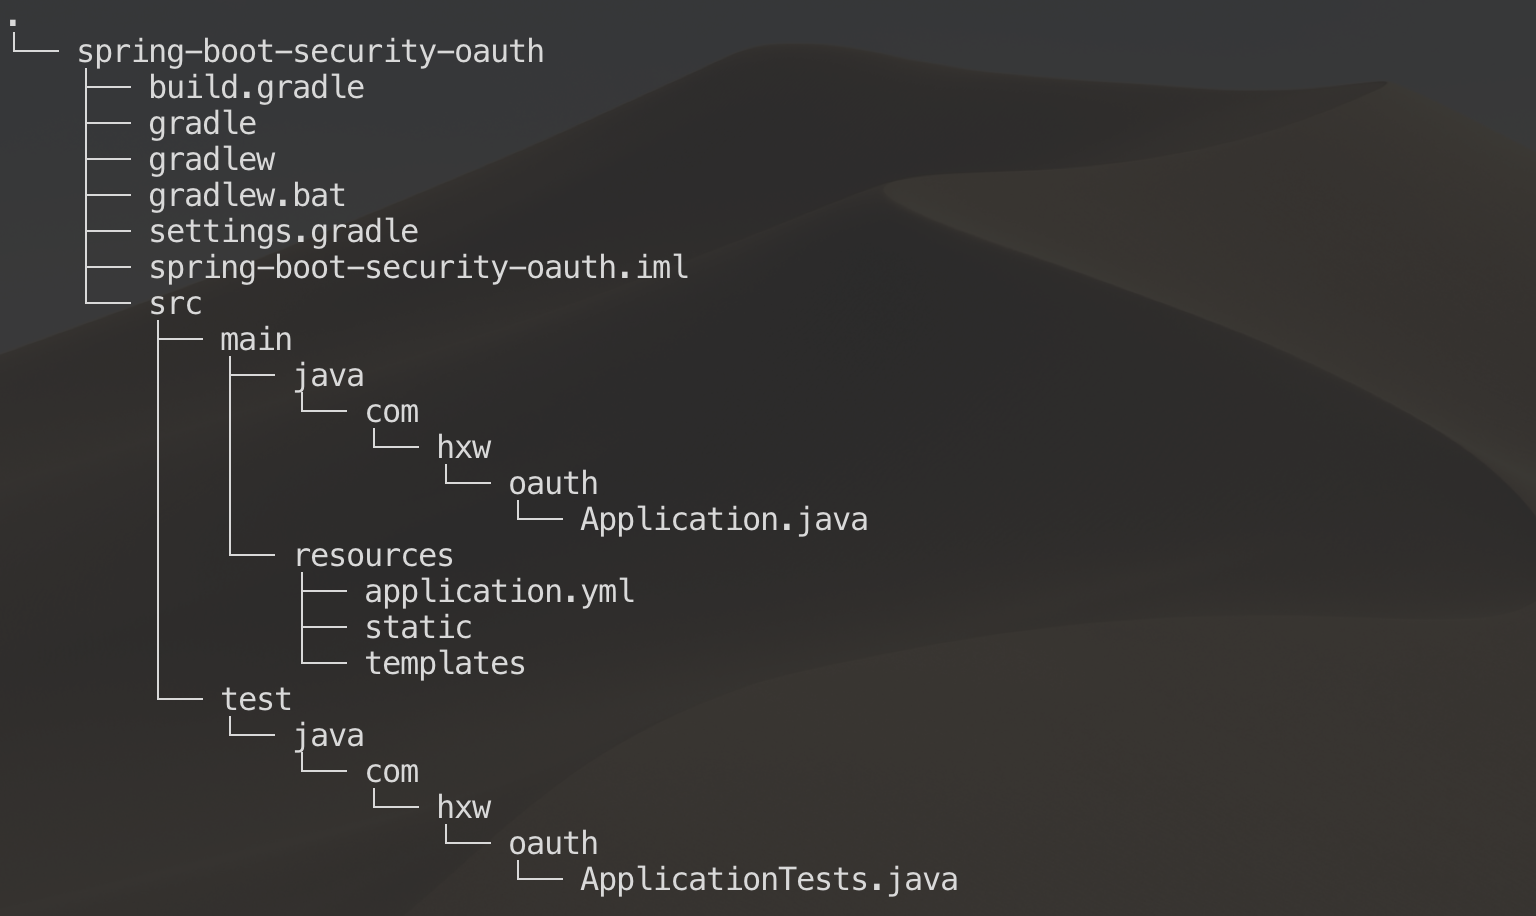 .
└── spring-boot-security-oauth
    ├── build.gradle
    ├── gradle
    ├── gradlew
    ├── gradlew.bat
    ├── settings.gradle
    ├── spring-boot-security-oauth.iml
    └── src
        ├── main
        │   ├── java
        │   │   └── com
        │   │       └── hxw
        │   │           └── oauth
        │   │               └── Application.java
        │   └── resources
        │       ├── application.yml
        │       ├── static
        │       └── templates
        └── test
            └── java
                └── com
                    └── hxw
                        └── oauth
                            └── ApplicationTests.java